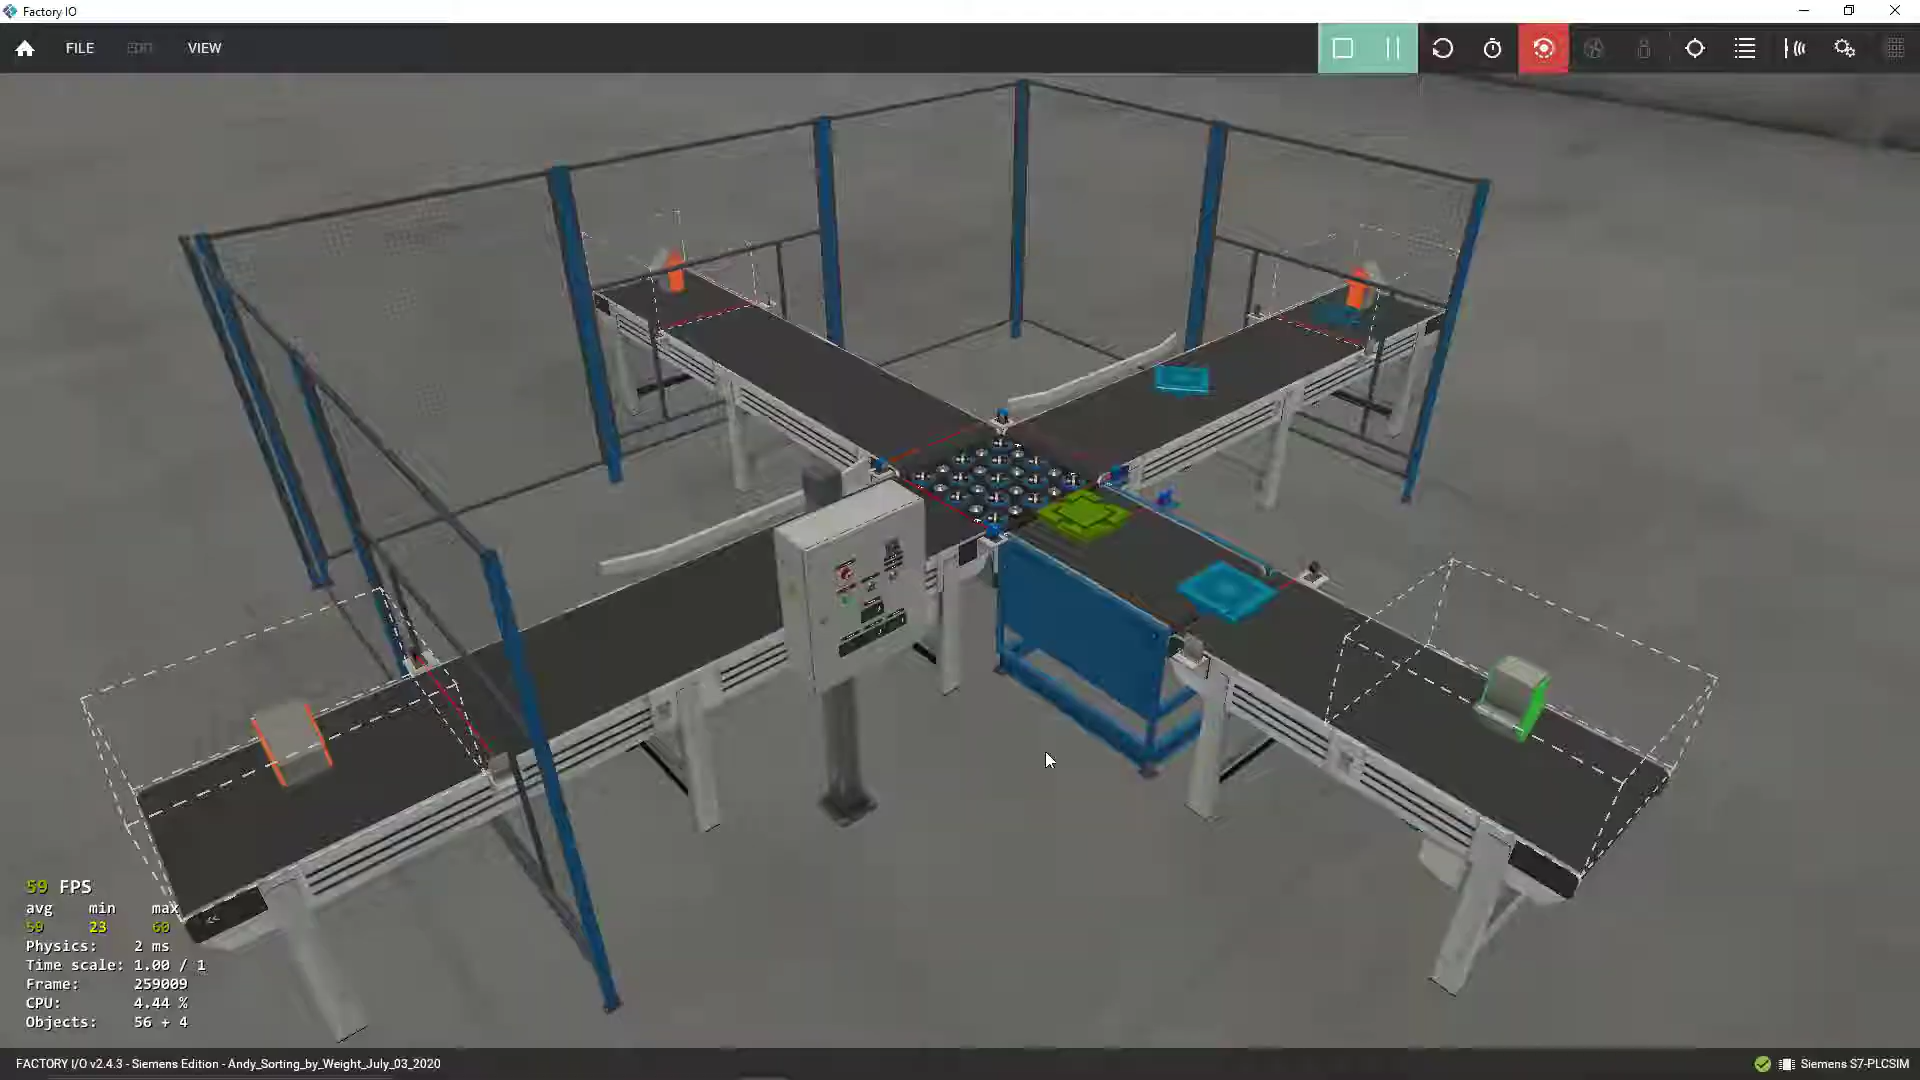 Factory IO
FILE EDIT VIEW
59 FPS
avg min max
59 23 60
Physics: 2 ms
Time scale: 1.00 / 1
Frame: 259009
CPU: 4.44 %
Objects: 56 + 4
FACTORY I/O v2.4.3 - Siemens Edition - Andy_Sorting_by_Weight_July_03_2020
Siemens S7-PLCSIM